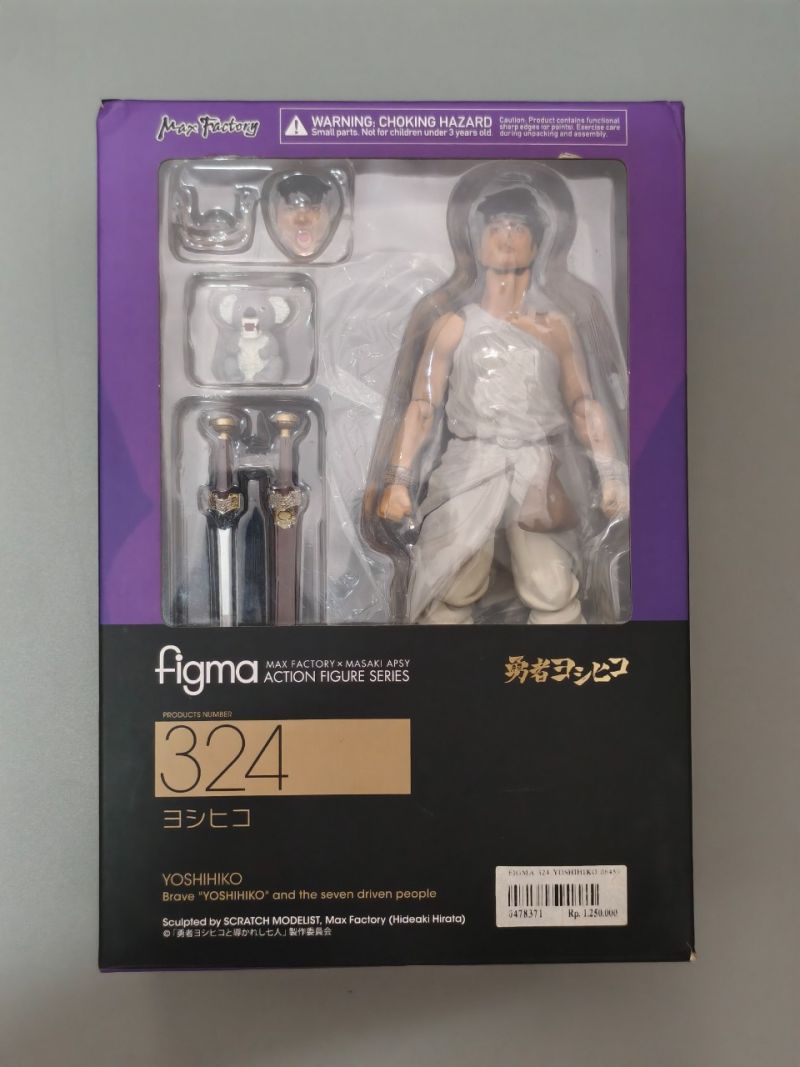 Max Factory
WARNING: CHOKING HAZARD
Small parts. Not for children under 3 years old.
Caution. Product contains functional
sharp edges (or points). Exercise care
during unpacking and assembly.
figma
MAX FACTORY × MASAKI APSY
ACTION FIGURE SERIES
勇者ヨシヒコ
PRODUCTS NUMBER
324
ヨシヒコ
YOSHIHIKO
Brave "YOSHIHIKO" and the seven driven people
Sculpted by SCRATCH MODELIST, Max Factory (Hideaki Hirata)
©「勇者ヨシヒコと導かれし七人」製作委員会
FIGMA 324 YOSHIHIKO
0478371
Rp. 1.250.000